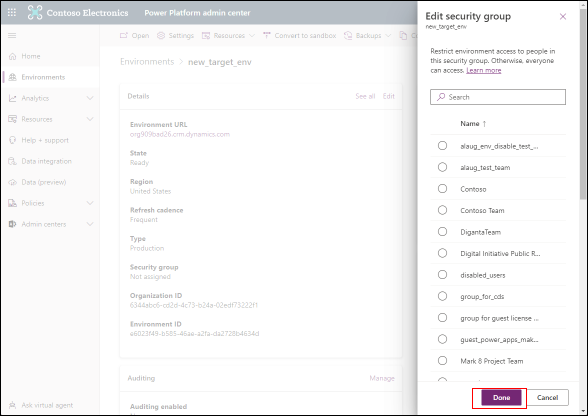 Contoso Electronics
Power Platform admin center
Home
Environments
Analytics
Resources
Help + support
Data integration
Data (preview)
Policies
Admin centers
Ask virtual agent
Open
Settings
Resources
Convert to sandbox
Backups
Environments > new_target_env
Details
See all
Edit
Environment URL
org909bad26.crm.dynamics.com
State
Ready
Region
United States
Refresh cadence
Frequent
Type
Production
Security group
Not assigned
Organization ID
6344abc6-cd2d-4c75-b24a-02edf75222f1
Environment ID
e6023f49-b585-46ae-a2fa-da2728b4634d
Auditing
Manage
Auditing enabled
Edit security group
new_target_env
Restrict environment access to people in
this security group. Otherwise, everyone
can access. Learn more
Search
Name ↑
alaug_env_disable_test_...
alaug_test_team
Contoso
Contoso Team
DigantaTeam
Digital Initiative Public R...
disabled_users
group_for_cds
group for guest license ...
guest_power_apps_mak...
Mark 8 Project Team
Done
Cancel